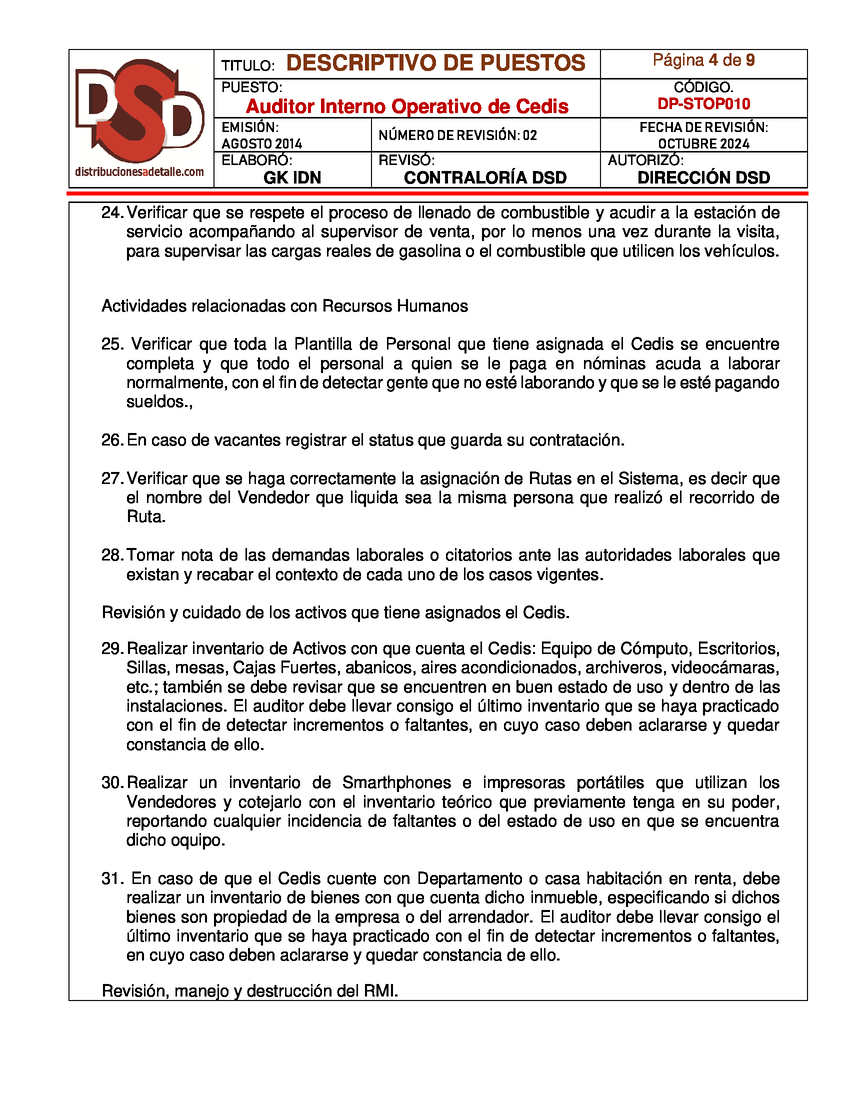 DSD
distribucionesadetalle.com
TITULO: DESCRIPTIVO DE PUESTOS
Página 4 de 9
PUESTO:
Auditor Interno Operativo de Cedis
CÓDIGO.
DP-STOP010
EMISIÓN:
AGOSTO 2014
NÚMERO DE REVISIÓN: 02
FECHA DE REVISIÓN:
OCTUBRE 2024
ELABORÓ:
GK IDN
REVISÓ:
CONTRALORÍA DSD
AUTORIZÓ:
DIRECCIÓN DSD
24. Verificar que se respete el proceso de llenado de combustible y acudir a la estación de
servicio acompañando al supervisor de venta, por lo menos una vez durante la visita,
para supervisar las cargas reales de gasolina o el combustible que utilicen los vehículos.
Actividades relacionadas con Recursos Humanos
25. Verificar que toda la Plantilla de Personal que tiene asignada el Cedis se encuentre
completa y que todo el personal a quien se le paga en nóminas acuda a laborar
normalmente, con el fin de detectar gente que no esté laborando y que se le esté pagando
sueldos.,
26. En caso de vacantes registrar el status que guarda su contratación.
27. Verificar que se haga correctamente la asignación de Rutas en el Sistema, es decir que
el nombre del Vendedor que liquida sea la misma persona que realizó el recorrido de
Ruta.
28. Tomar nota de las demandas laborales o citatorios ante las autoridades laborales que
existan y recabar el contexto de cada uno de los casos vigentes.
Revisión y cuidado de los activos que tiene asignados el Cedis.
29. Realizar inventario de Activos con que cuenta el Cedis: Equipo de Cómputo, Escritorios,
Sillas, mesas, Cajas Fuertes, abanicos, aires acondicionados, archiveros, videocámaras,
etc.; también se debe revisar que se encuentren en buen estado de uso y dentro de las
instalaciones. El auditor debe llevar consigo el último inventario que se haya practicado
con el fin de detectar incrementos o faltantes, en cuyo caso deben aclararse y quedar
constancia de ello.
30. Realizar un inventario de Smarthphones e impresoras portátiles que utilizan los
Vendedores y cotejarlo con el inventario teórico que previamente tenga en su poder,
reportando cualquier incidencia de faltantes o del estado de uso en que se encuentra
dicho oquipo.
31. En caso de que el Cedis cuente con Departamento o casa habitación en renta, debe
realizar un inventario de bienes con que cuenta dicho inmueble, especificando si dichos
bienes son propiedad de la empresa o del arrendador. El auditor debe llevar consigo el
último inventario que se haya practicado con el fin de detectar incrementos o faltantes,
en cuyo caso deben aclararse y quedar constancia de ello.
Revisión, manejo y destrucción del RMI.